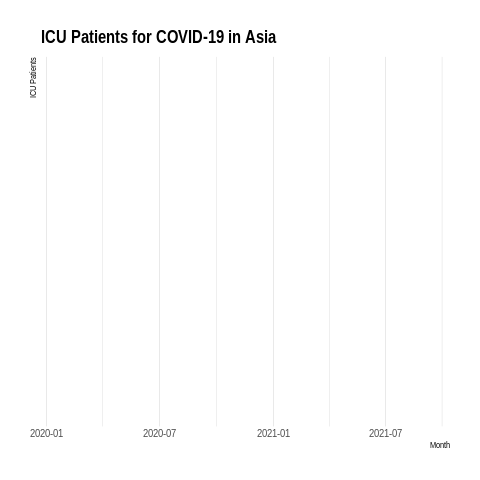 ICU Patients for COVID-19 in Asia
ICU Patients
2020-01
2020-07
2021-01
2021-07
Month